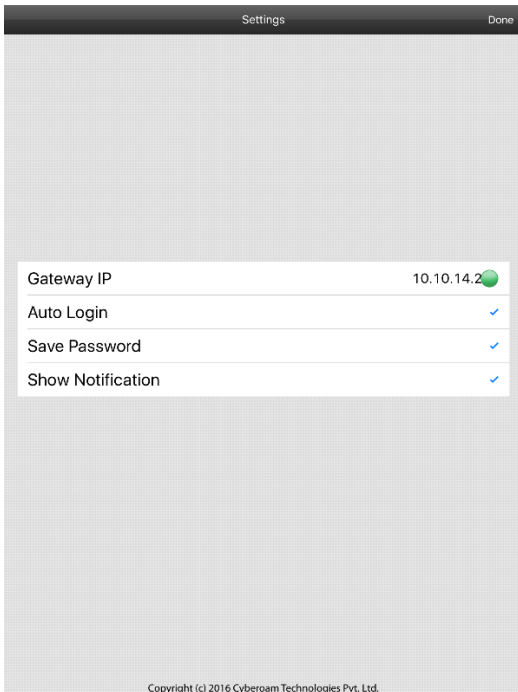 Settings
Done
Gateway IP
10.10.14.2
Auto Login
Save Password
Show Notification
Copyright (c) 2016 Cyberoam Technologies Pvt. Ltd.